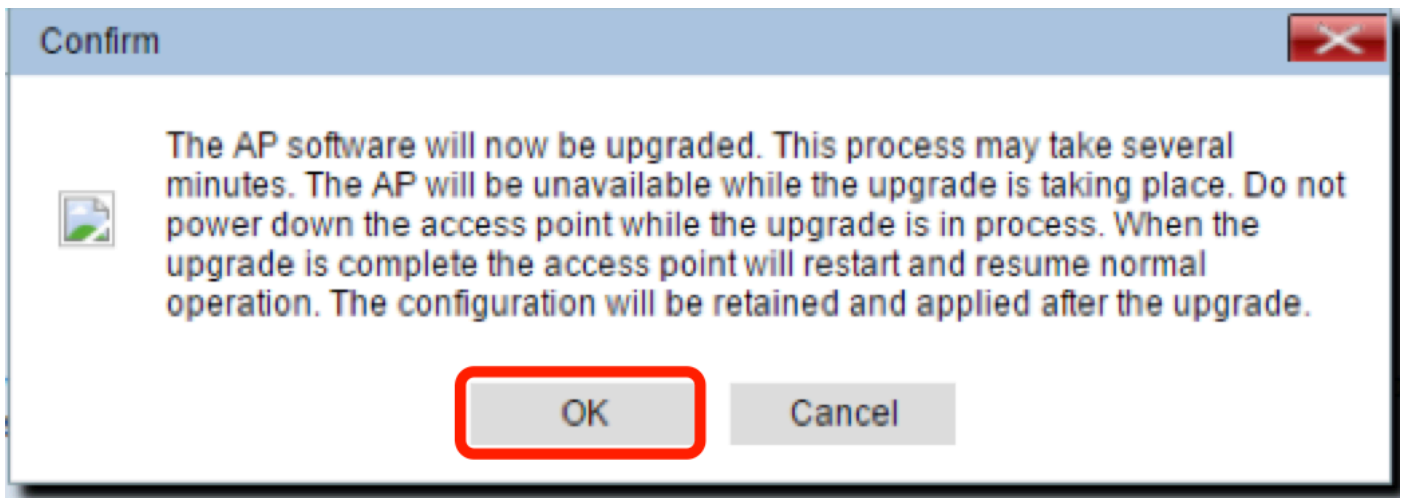 Confirm
The AP software will now be upgraded. This process may take several
minutes. The AP will be unavailable while the upgrade is taking place. Do not
power down the access point while the upgrade is in process. When the
upgrade is complete the access point will restart and resume normal
operation. The configuration will be retained and applied after the upgrade.
OK
Cancel